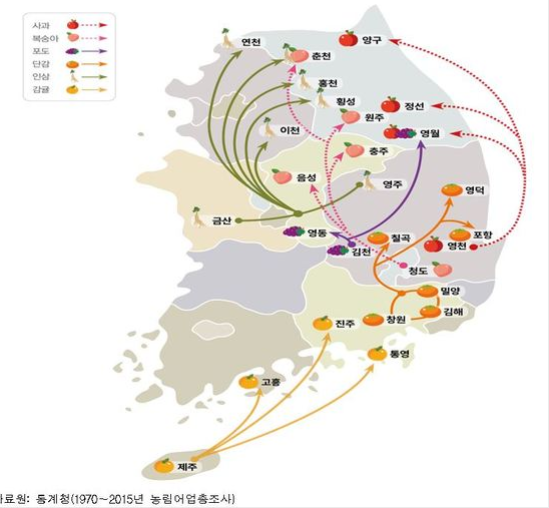 사과
복숭아
포도
단감
인삼
감귤
연천
춘천
양구
홍천
횡성
정선
원주
이천
영월
충주
음성
영주
영덕
금산
영동
칠곡
포항
김천
영천
청도
밀양
진주
창원
김해
통영
고흥
제주
자료원: 통계청(1970~2015년 농림어업총조사)